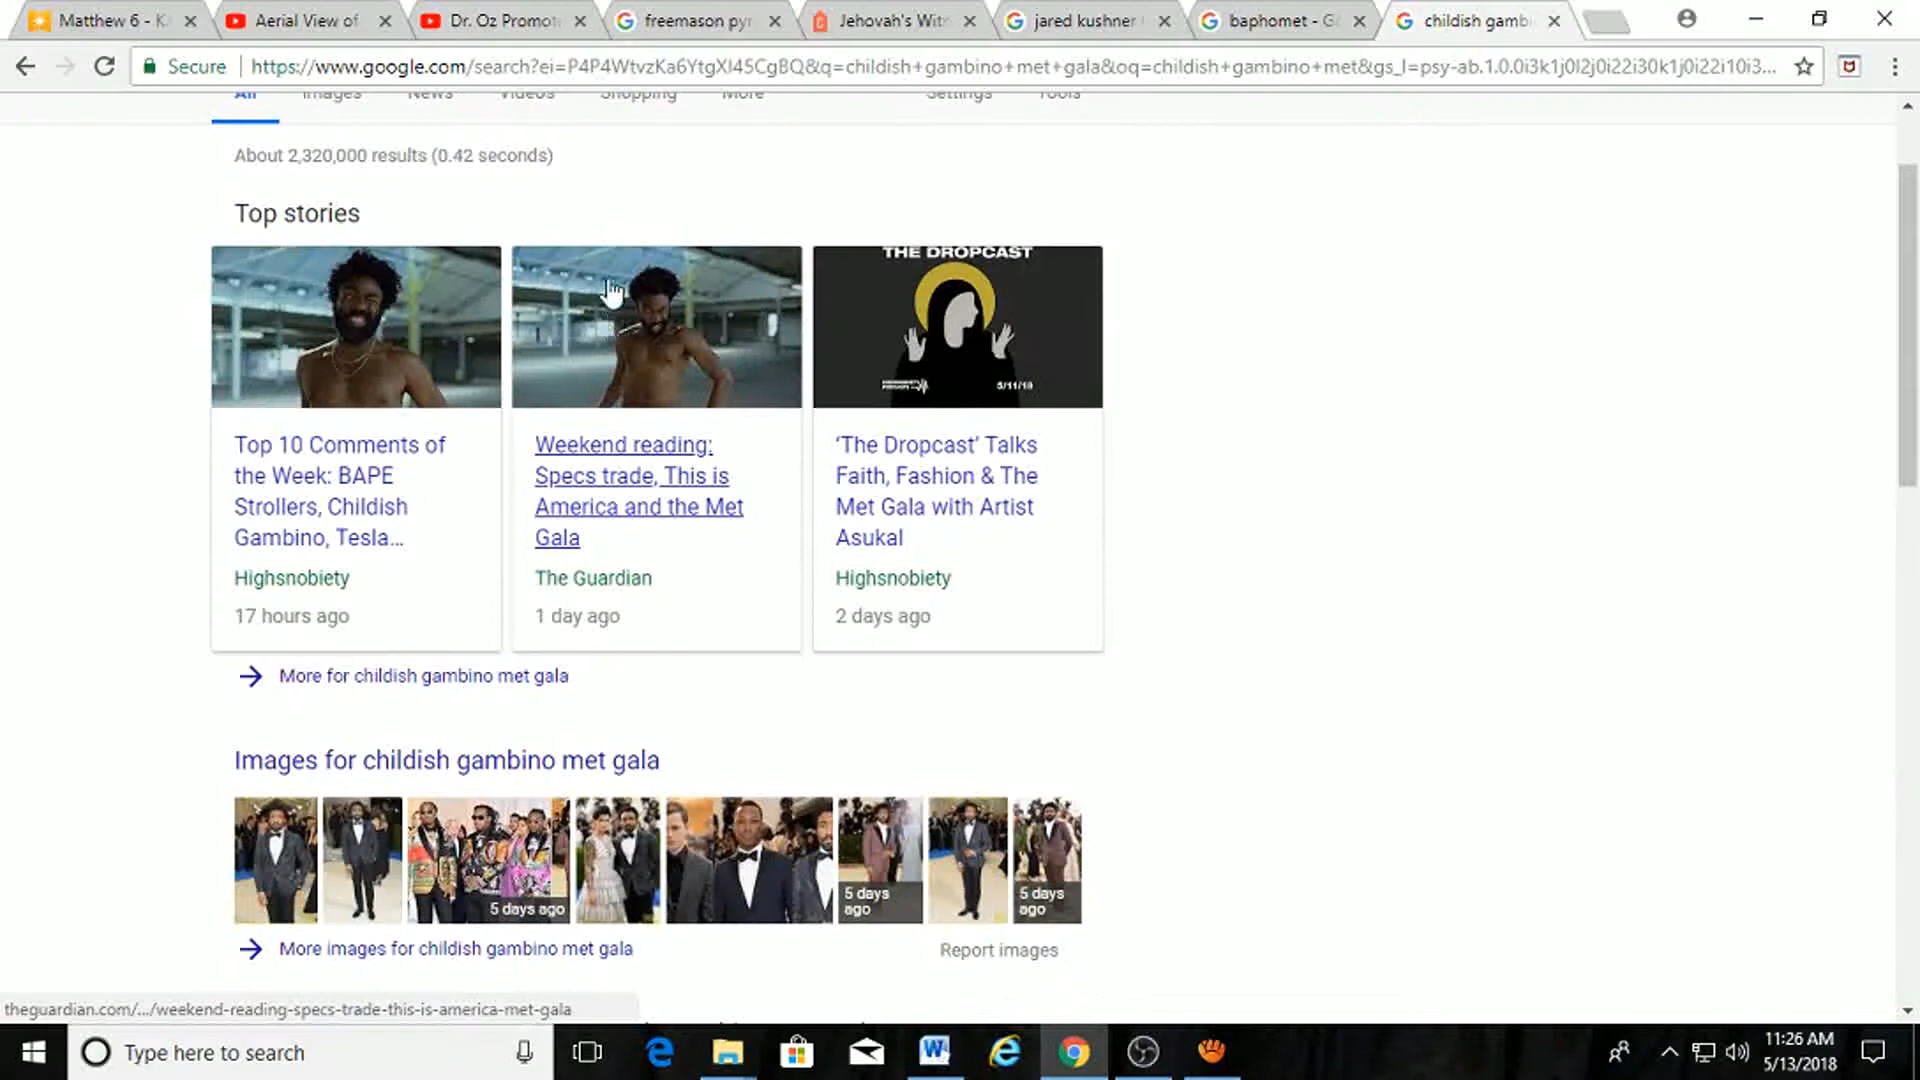 Matthew 6 - K
Aerial View of
Dr. Oz Promot
freemason pyr
Jehovah's Witn
jared kushner
baphomet - G
childish gambi
Secure
https://www.google.com/search?ei=P4P4WtvzKa6YtgXI45CgBQ&q=childish+gambino+met+gala&oq=childish+gambino+met&gs_l=psy-ab.1.0.0i3k1j0l2j0i22i30k1j0i22i10i3...
All Images News Videos Shopping More Settings Tools
About 2,320,000 results (0.42 seconds)
Top stories
THE DROPCAST
5/11/18
Top 10 Comments of
the Week: BAPE
Strollers, Childish
Gambino, Tesla...
Highsnobiety
17 hours ago
Weekend reading:
Specs trade, This is
America and the Met
Gala
The Guardian
1 day ago
‘The Dropcast’ Talks
Faith, Fashion & The
Met Gala with Artist
Asukal
Highsnobiety
2 days ago
More for childish gambino met gala
Images for childish gambino met gala
5 days ago
5 days
ago
5 days
ago
More images for childish gambino met gala
Report images
theguardian.com/.../weekend-reading-specs-trade-this-is-america-met-gala
Type here to search
11:26 AM
5/13/2018